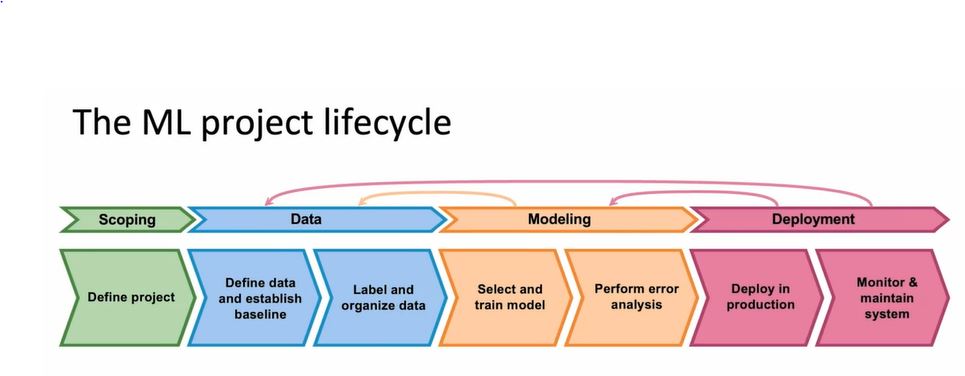 The ML project lifecycle
Scoping
Data
Modeling
Deployment
Define project
Define data
and establish
baseline
Label and
organize data
Select and
train model
Perform error
analysis
Deploy in
production
Monitor &
maintain
system